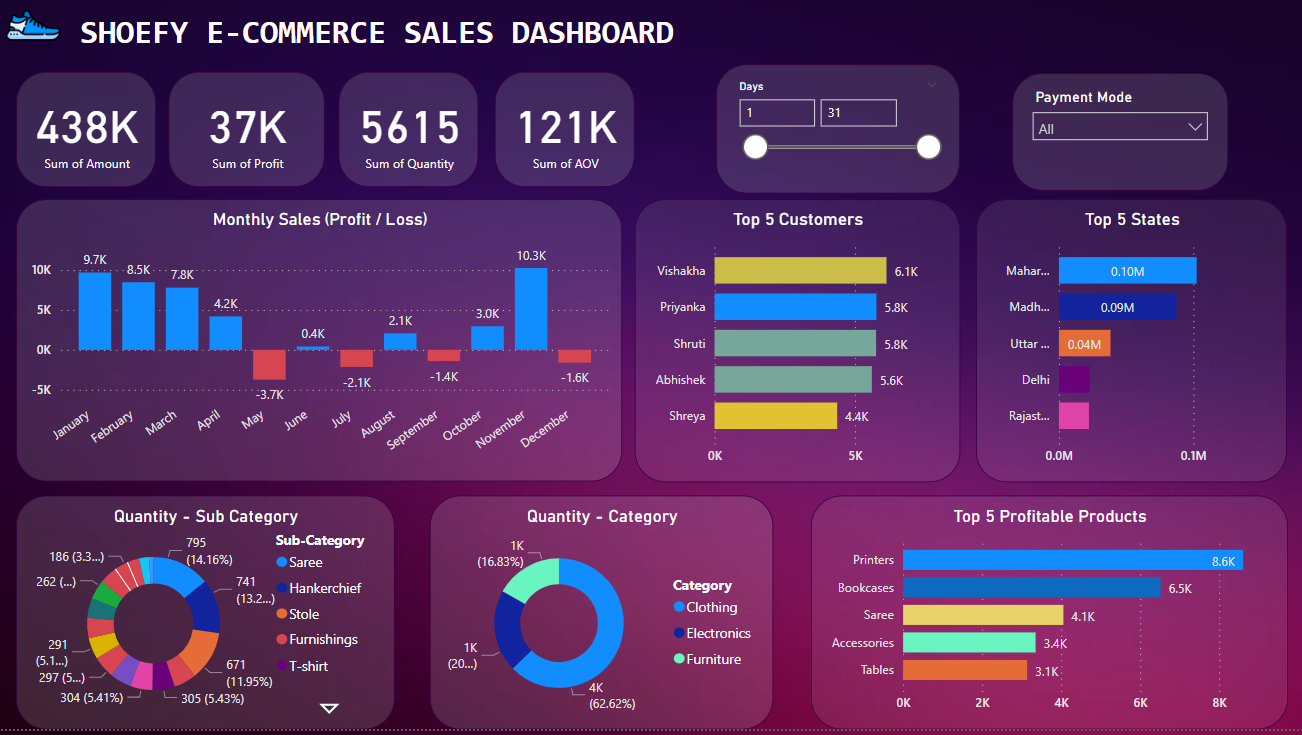 SHOEFY E-COMMERCE SALES DASHBOARD
438K
Sum of Amount
37K
Sum of Profit
5615
Sum of Quantity
121K
Sum of AOV
Days
1
31
Payment Mode
All
Monthly Sales (Profit / Loss)
10K
5K
0K
-5K
9.7K
8.5K
7.8K
4.2K
-3.7K
0.4K
-2.1K
2.1K
-1.4K
3.0K
10.3K
-1.6K
January
February
March
April
May
June
July
August
September
October
November
December
Top 5 Customers
Vishakha 6.1K
Priyanka 5.8K
Shruti 5.8K
Abhishek 5.6K
Shreya 4.4K
0K 5K
Top 5 States
Mahar... 0.10M
Madh... 0.09M
Uttar ... 0.04M
Delhi
Rajast...
0.0M 0.1M
Quantity - Sub Category
795
(14.16%)
741
(13.2...)
671
(11.95%)
305 (5.43%)
304 (5.41%)
297 (5...)
291
(5.1...)
262 (...)
186 (3.3...)
Sub-Category
Saree
Hankerchief
Stole
Furnishings
T-shirt
Quantity - Category
1K
(16.83%)
1K
(20...)
4K
(62.62%)
Category
Clothing
Electronics
Furniture
Top 5 Profitable Products
Printers 8.6K
Bookcases 6.5K
Saree 4.1K
Accessories 3.4K
Tables 3.1K
0K 2K 4K 6K 8K